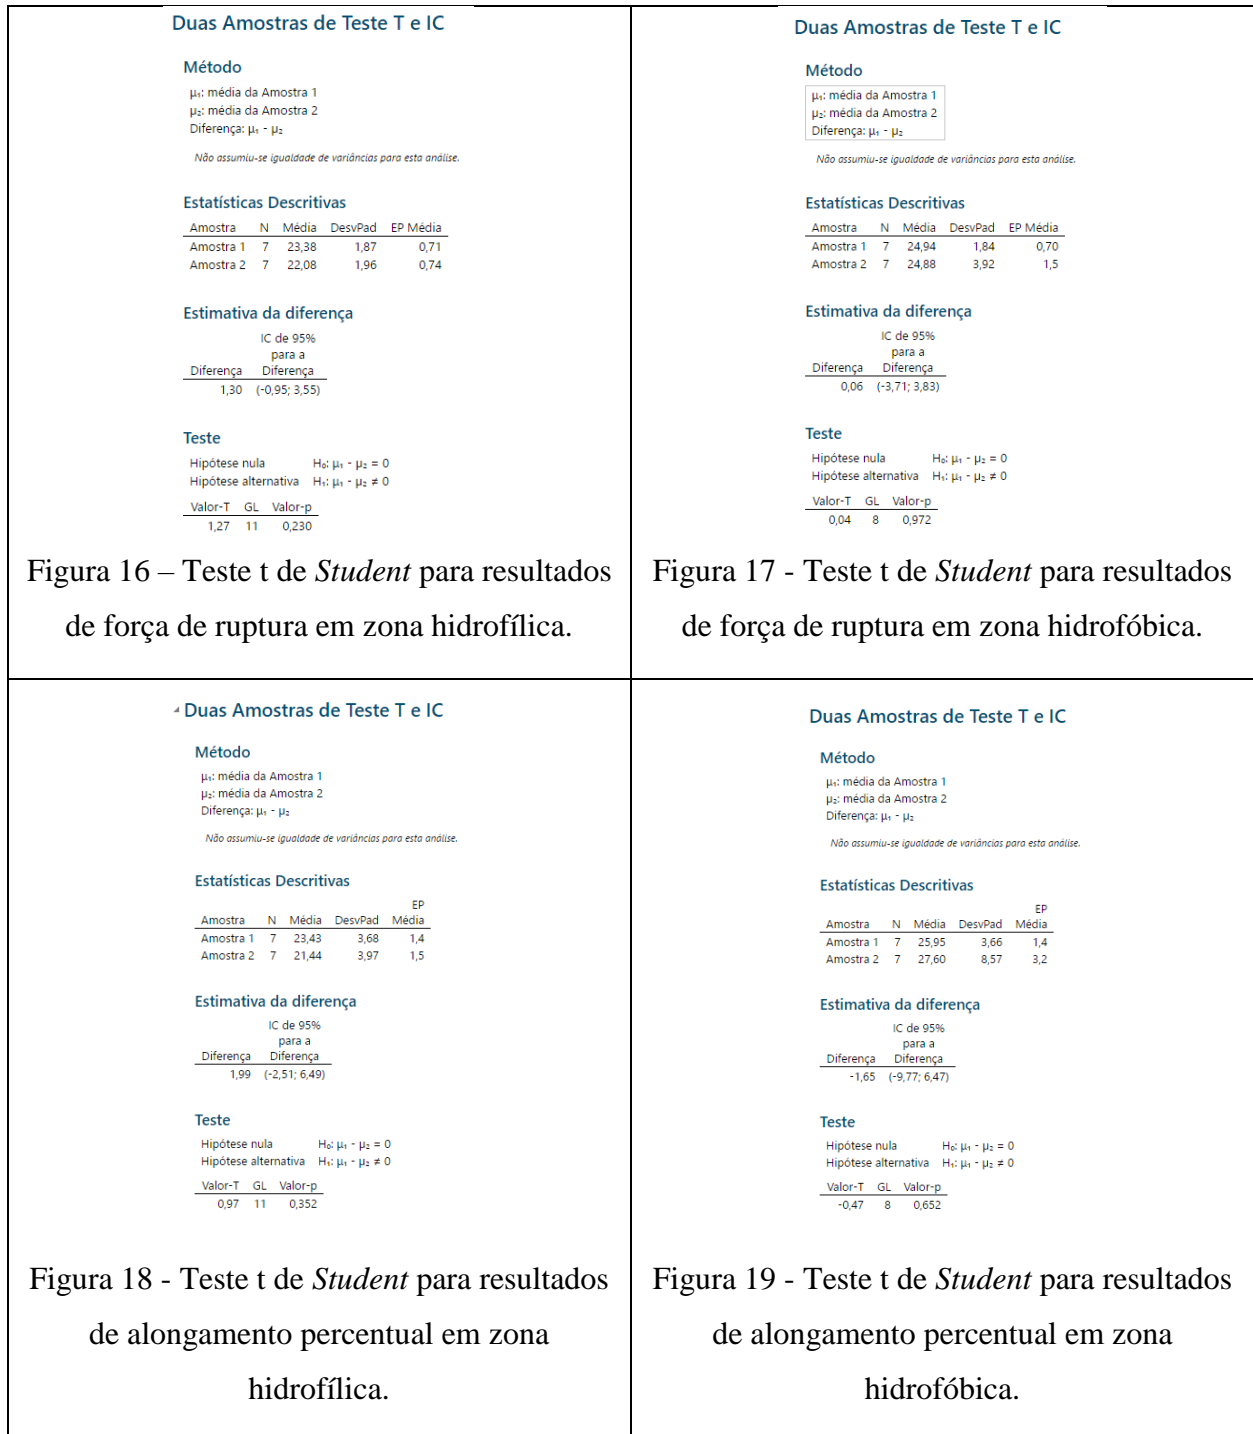 Duas Amostras de Teste T e IC
Método
μ₁: média da Amostra 1
μ₂: média da Amostra 2
Diferença: μ₁ - μ₂
Não assumiu-se igualdade de variâncias para esta análise.
Estatísticas Descritivas
Amostra N Média DesvPad EP Média
Amostra 1 7 23,38 1,87 0,71
Amostra 2 7 22,08 1,96 0,74
Estimativa da diferença
IC de 95%
para a
Diferença Diferença
1,30 (-0,95; 3,55)
Teste
Hipótese nula H₀: μ₁ - μ₂ = 0
Hipótese alternativa H₁: μ₁ - μ₂ ≠ 0
Valor-T GL Valor-p
1,27 11 0,230
Figura 16 – Teste t de Student para resultados
de força de ruptura em zona hidrofílica.
Duas Amostras de Teste T e IC
Método
μ₁: média da Amostra 1
μ₂: média da Amostra 2
Diferença: μ₁ - μ₂
Não assumiu-se igualdade de variâncias para esta análise.
Estatísticas Descritivas
Amostra N Média DesvPad EP Média
Amostra 1 7 24,94 1,84 0,70
Amostra 2 7 24,88 3,92 1,5
Estimativa da diferença
IC de 95%
para a
Diferença Diferença
0,06 (-3,71; 3,83)
Teste
Hipótese nula H₀: μ₁ - μ₂ = 0
Hipótese alternativa H₁: μ₁ - μ₂ ≠ 0
Valor-T GL Valor-p
0,04 8 0,972
Figura 17 - Teste t de Student para resultados
de força de ruptura em zona hidrofóbica.
Duas Amostras de Teste T e IC
Método
μ₁: média da Amostra 1
μ₂: média da Amostra 2
Diferença: μ₁ - μ₂
Não assumiu-se igualdade de variâncias para esta análise.
Estatísticas Descritivas
EP
Amostra N Média DesvPad Média
Amostra 1 7 23,43 3,68 1,4
Amostra 2 7 21,44 3,97 1,5
Estimativa da diferença
IC de 95%
para a
Diferença Diferença
1,99 (-2,51; 6,49)
Teste
Hipótese nula H₀: μ₁ - μ₂ = 0
Hipótese alternativa H₁: μ₁ - μ₂ ≠ 0
Valor-T GL Valor-p
0,97 11 0,352
Figura 18 - Teste t de Student para resultados
de alongamento percentual em zona
hidrofílica.
Duas Amostras de Teste T e IC
Método
μ₁: média da Amostra 1
μ₂: média da Amostra 2
Diferença: μ₁ - μ₂
Não assumiu-se igualdade de variâncias para esta análise.
Estatísticas Descritivas
EP
Amostra N Média DesvPad Média
Amostra 1 7 25,95 3,66 1,4
Amostra 2 7 27,60 8,57 3,2
Estimativa da diferença
IC de 95%
para a
Diferença Diferença
-1,65 (-9,77; 6,47)
Teste
Hipótese nula H₀: μ₁ - μ₂ = 0
Hipótese alternativa H₁: μ₁ - μ₂ ≠ 0
Valor-T GL Valor-p
-0,47 8 0,652
Figura 19 - Teste t de Student para resultados
de alongamento percentual em zona
hidrofóbica.